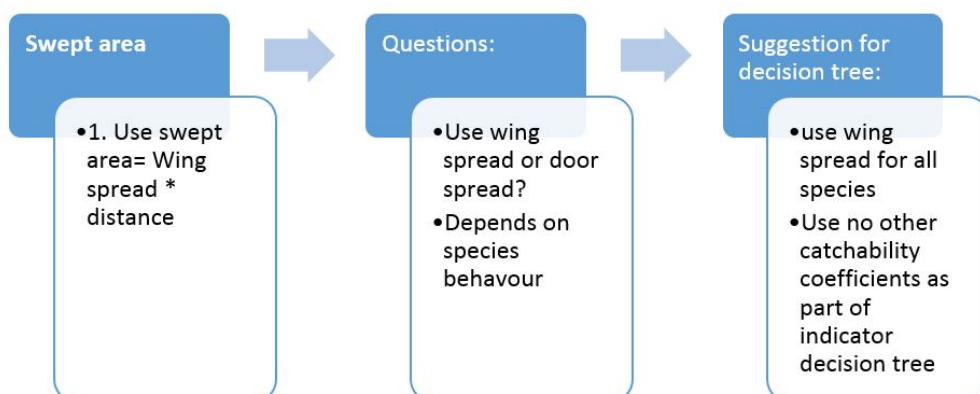 Swept area
•1. Use swept
area= Wing
spread *
distance
Questions:
•Use wing
spread or door
spread?
•Depends on
species
behavour
Suggestion for
decision tree:
•use wing
spread for all
species
•Use no other
catchability
coefficients as
part of
indicator
decision tree